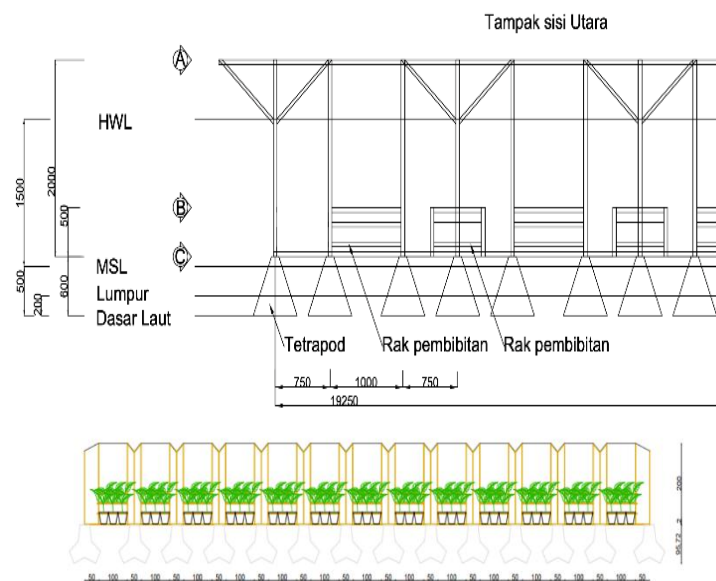 Tampak sisi Utara
A
HWL
1500
2000
500
B
C
MSL
500
200
600
Lumpur
Dasar Laut
Tetrapod
Rak pembibitan
Rak pembibitan
750
1000
750
19250
200
2
95,72
50 100 50 100 50 100 50 100 50 100 50 100 50 100 50 100 50 100 50 100 50 100 50 100 50 100 50